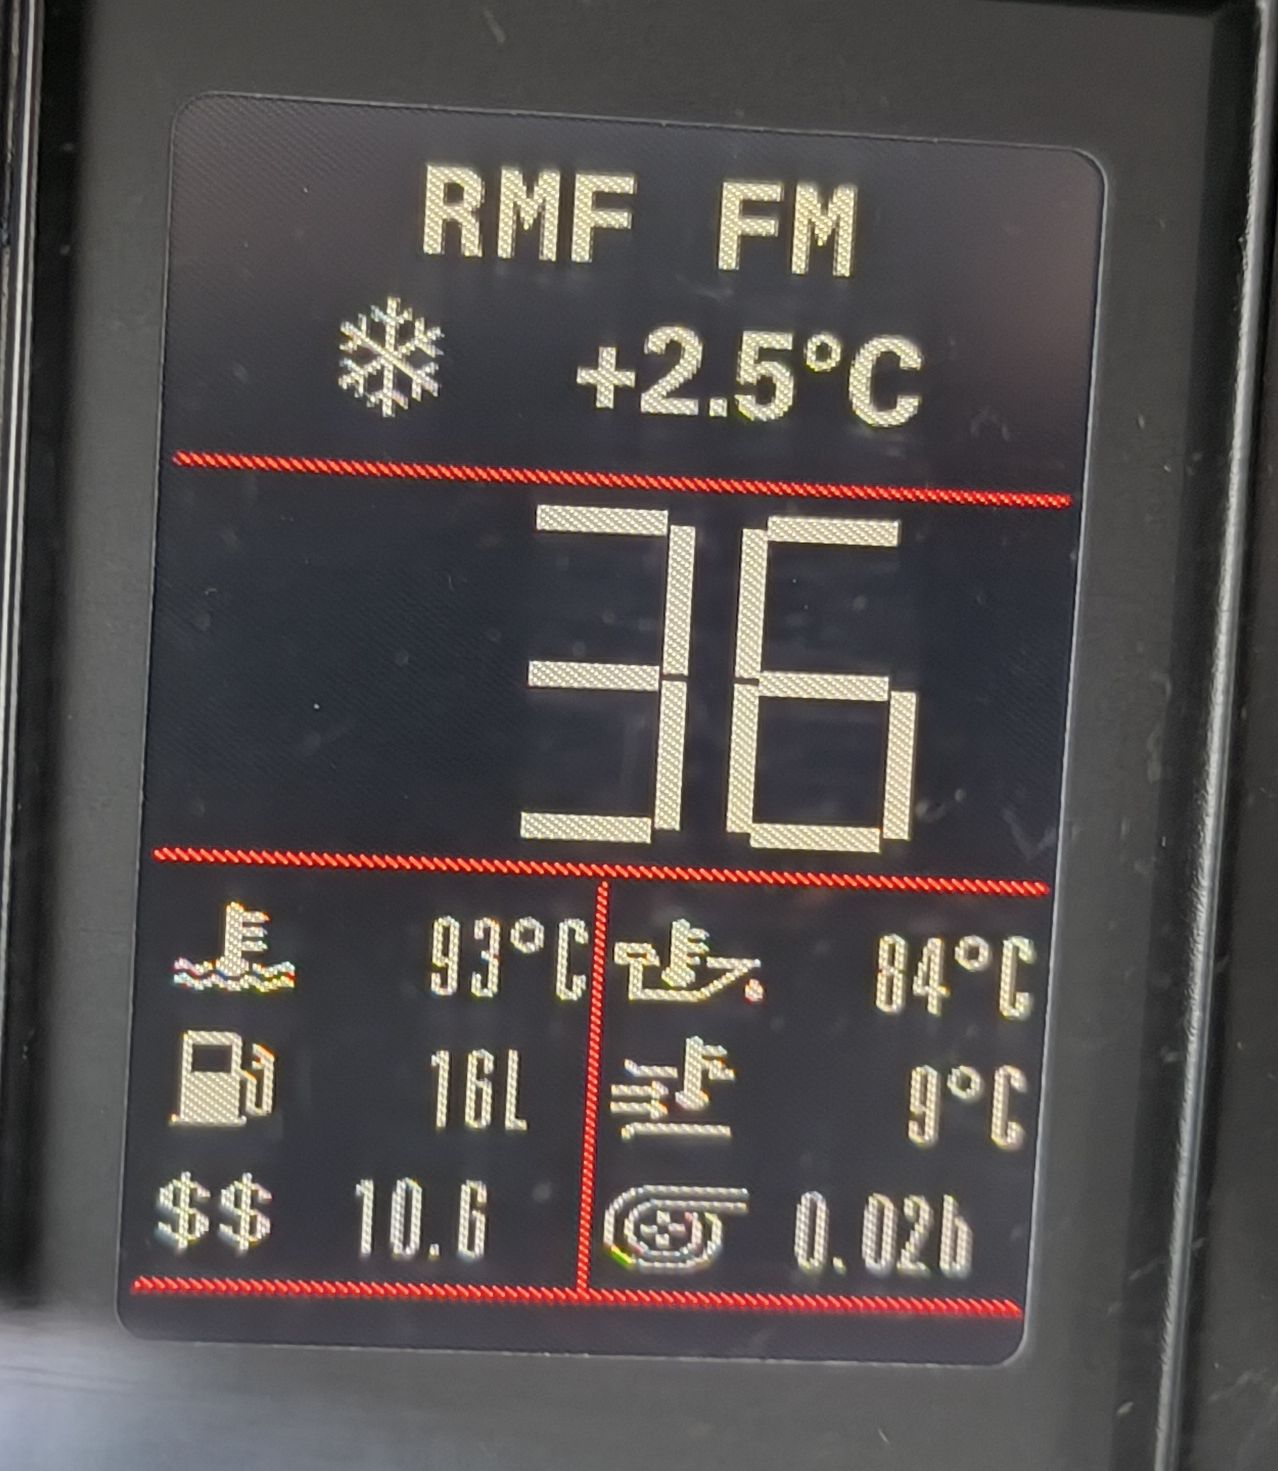 RMF FM
+2.5°C
36
93°C 84°C
16L 9°C
$$ 10.6 0.02b